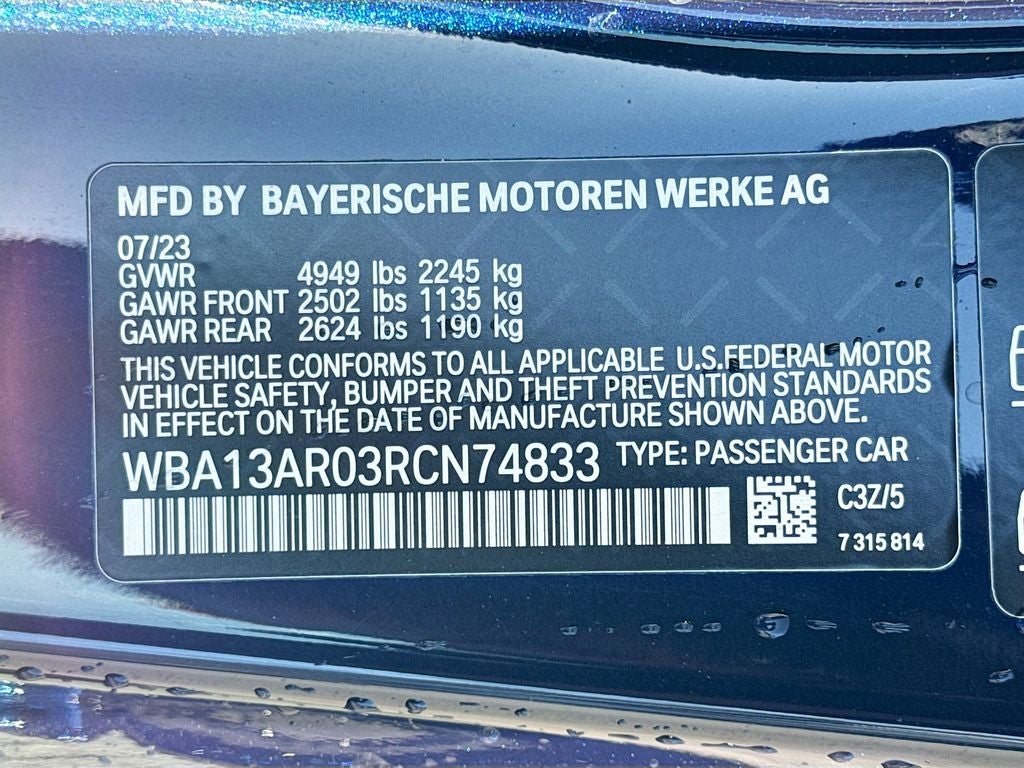 MFD BY BAYERISCHE MOTOREN WERKE AG
07/23
GVWR 4949 lbs 2245 kg
GAWR FRONT 2502 lbs 1135 kg
GAWR REAR 2624 lbs 1190 kg
THIS VEHICLE CONFORMS TO ALL APPLICABLE U.S.FEDERAL MOTOR
VEHICLE SAFETY, BUMPER AND THEFT PREVENTION STANDARDS
IN EFFECT ON THE DATE OF MANUFACTURE SHOWN ABOVE.
WBA13AR03RCN74833 TYPE: PASSENGER CAR
C3Z/5
7 315 814